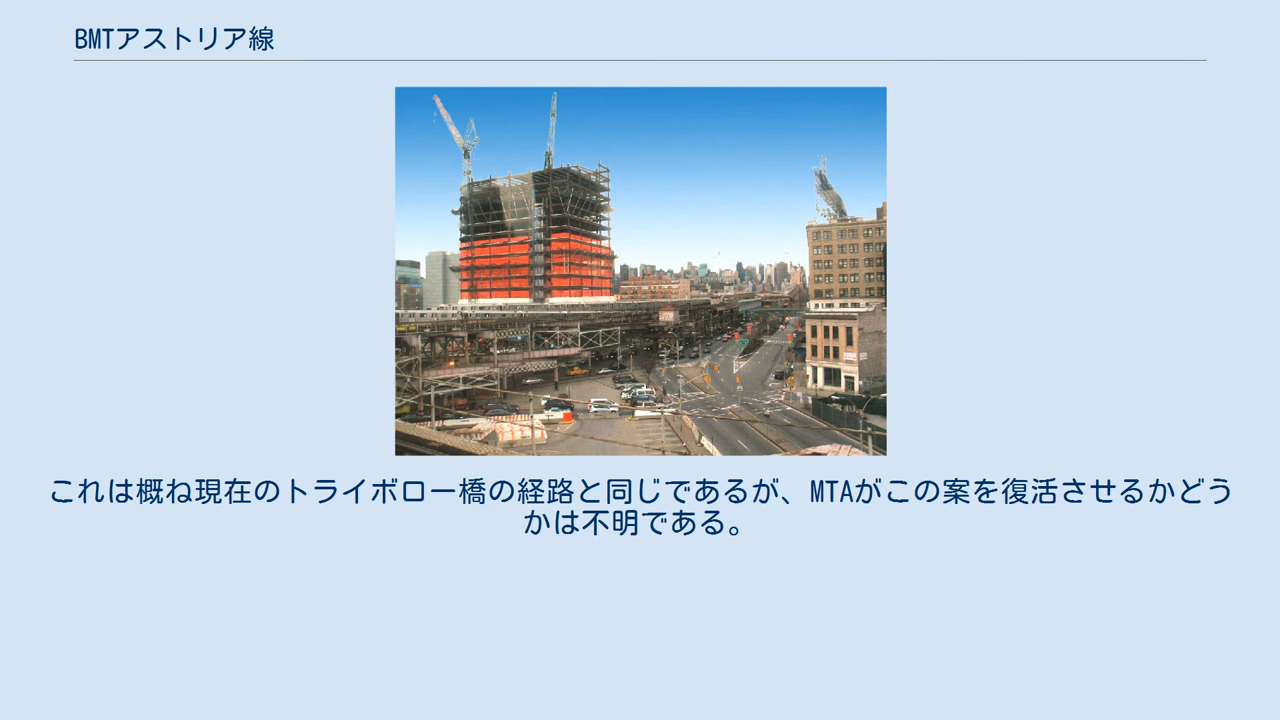 BMTアストリア線
これは概ね現在のトライボロー橋の経路と同じであるが、MTAがこの案を復活させるかどう
かは不明である。